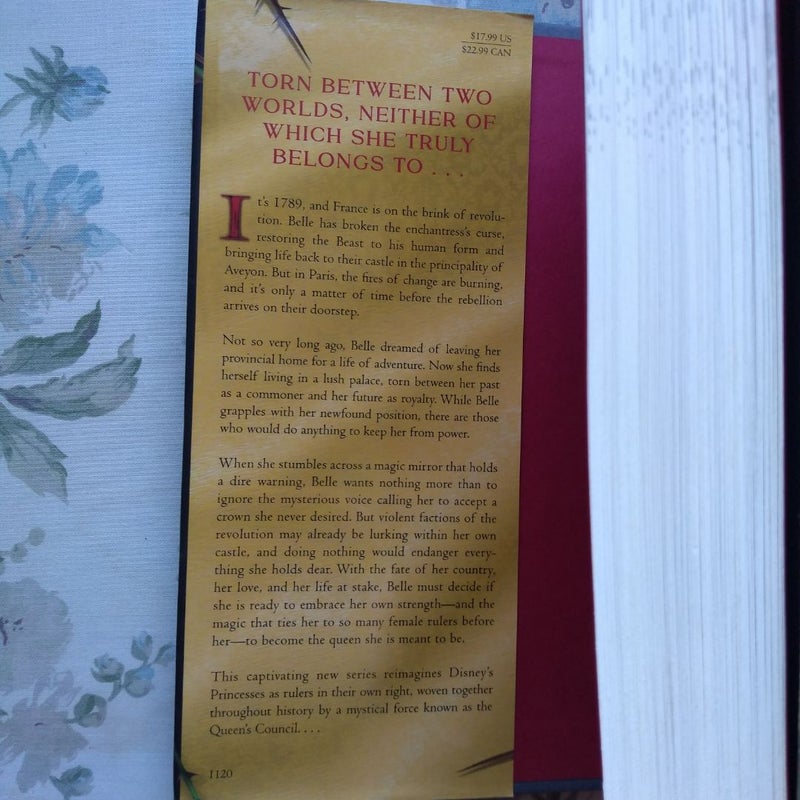 $17.99 US
$22.99 CAN
TORN BETWEEN TWO
WORLDS, NEITHER OF
WHICH SHE TRULY
BELONGS TO . . .
It's 1789, and France is on the brink of revolu-
tion. Belle has broken the enchantress's curse,
restoring the Beast to his human form and
bringing life back to their castle in the principality of
Aveyon. But in Paris, the fires of change are burning,
and it's only a matter of time before the rebellion
arrives on their doorstep.
Not so very long ago, Belle dreamed of leaving her
provincial home for a life of adventure. Now she finds
herself living in a lush palace, torn between her past
as a commoner and her future as royalty. While Belle
grapples with her newfound position, there are those
who would do anything to keep her from power.
When she stumbles across a magic mirror that holds
a dire warning, Belle wants nothing more than to
ignore the mysterious voice calling her to accept a
crown she never desired. But violent factions of the
revolution may already be lurking within her own
castle, and doing nothing would endanger every-
thing she holds dear. With the fate of her country,
her love, and her life at stake, Belle must decide if
she is ready to embrace her own strength—and the
magic that ties her to so many female rulers before
her—to become the queen she is meant to be.
This captivating new series reimagines Disney's
Princesses as rulers in their own right, woven together
throughout history by a mystical force known as the
Queen's Council. . . .
1120